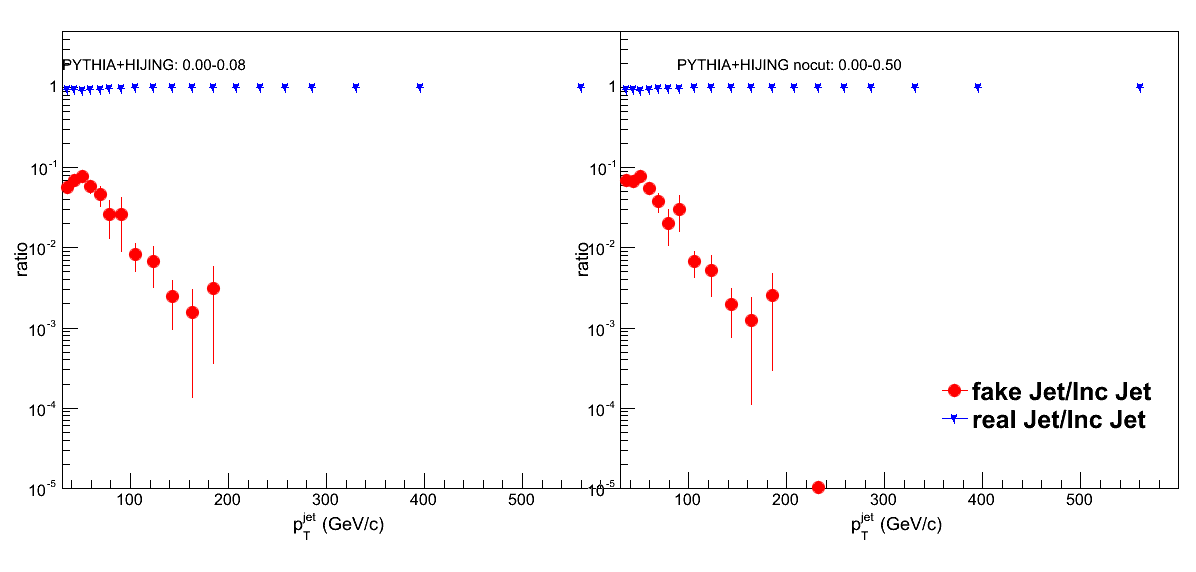 PYTHIA+HIJING: 0.00-0.08
PYTHIA+HIJING nocut: 0.00-0.50
1
10^-1
10^-2
10^-3
10^-4
10^-5
ratio
100
200
300
400
500
p_T^jet (GeV/c)
ratio
1
10^-1
10^-2
10^-3
10^-4
10^-5
fake Jet/Inc Jet
real Jet/Inc Jet
100
200
300
400
500
p_T^jet (GeV/c)